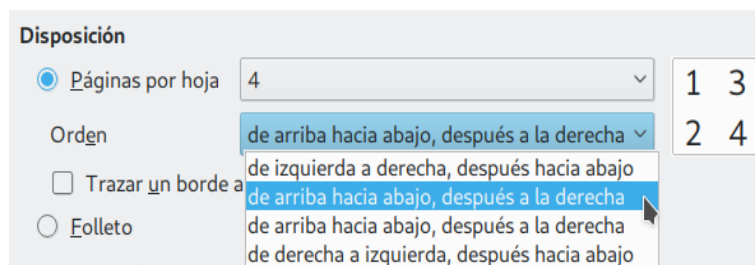 Disposición
Páginas por hoja 4
1 3
Orden de arriba hacia abajo, después a la derecha
2 4
de izquierda a derecha, después hacia abajo
Trazar un borde a
de arriba hacia abajo, después a la derecha
Folleto de arriba hacia abajo, después a la derecha
de derecha a izquierda, después hacia abajo